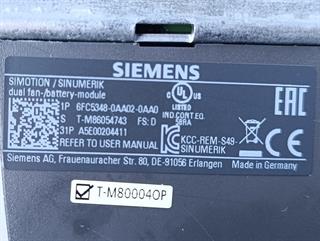 SIEMENS
SIMOTION / SINUMERIK
dual fan-/battery-module
1P 6FC5348-0AA02-0AA0
S T-M86054743 FS: D
31P A5E00204411
REFER TO USER MANUAL
UL LISTED
IND.CONT.EQ.
58RA
EAC
KCC-REM-S49-
SINUMERIK
Siemens AG, Frauenauracher Str. 80, DE-91056 Erlangen Made in Germany
T-M80004OP